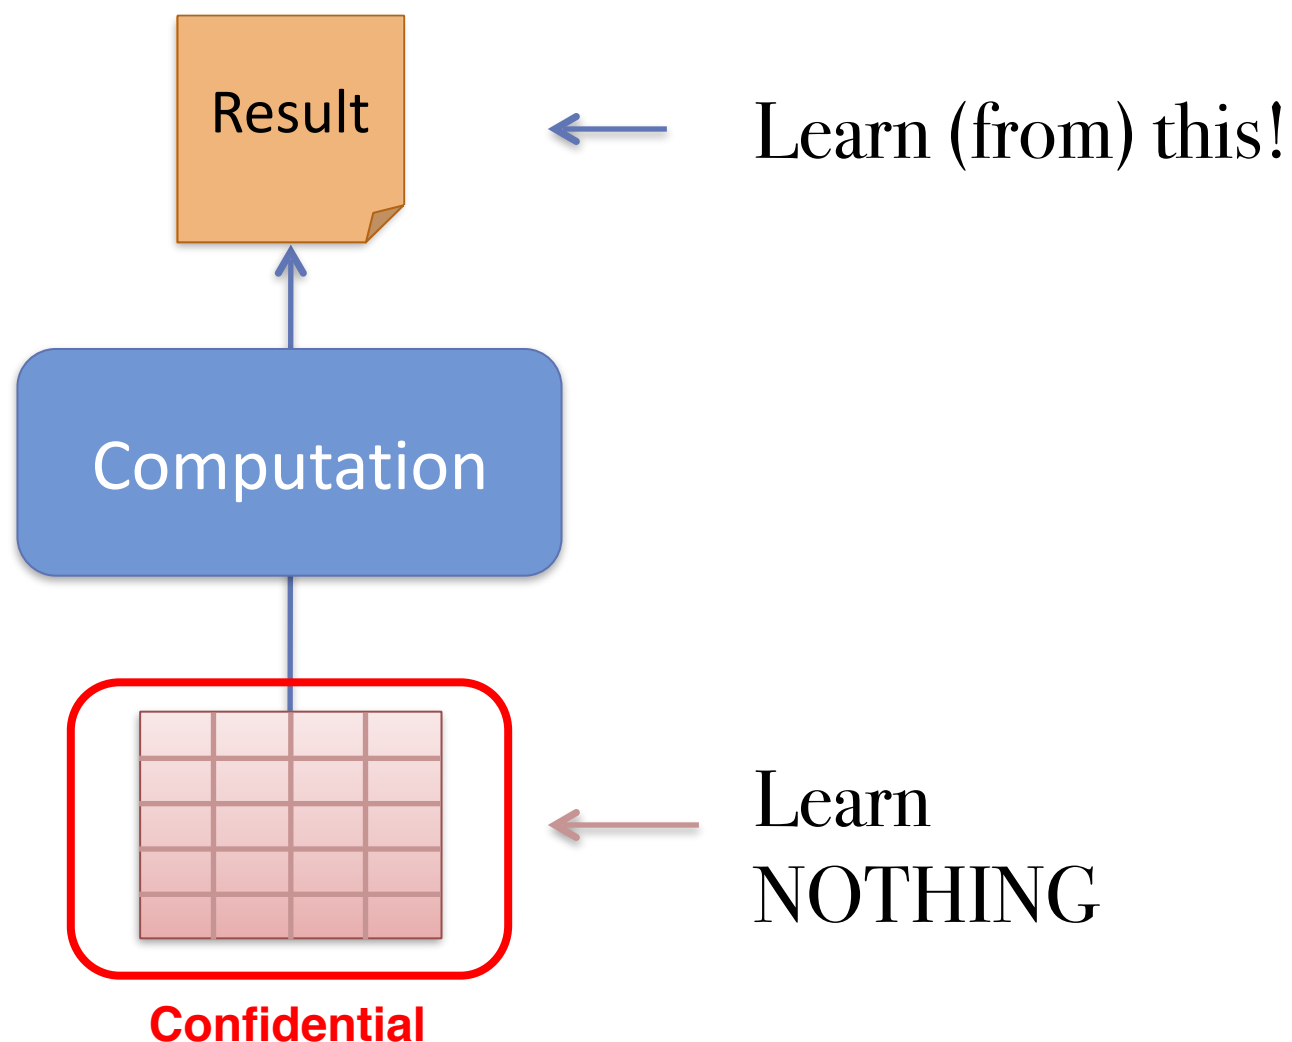 Result
Learn (from) this!
Computation
Learn
NOTHING
Confidential